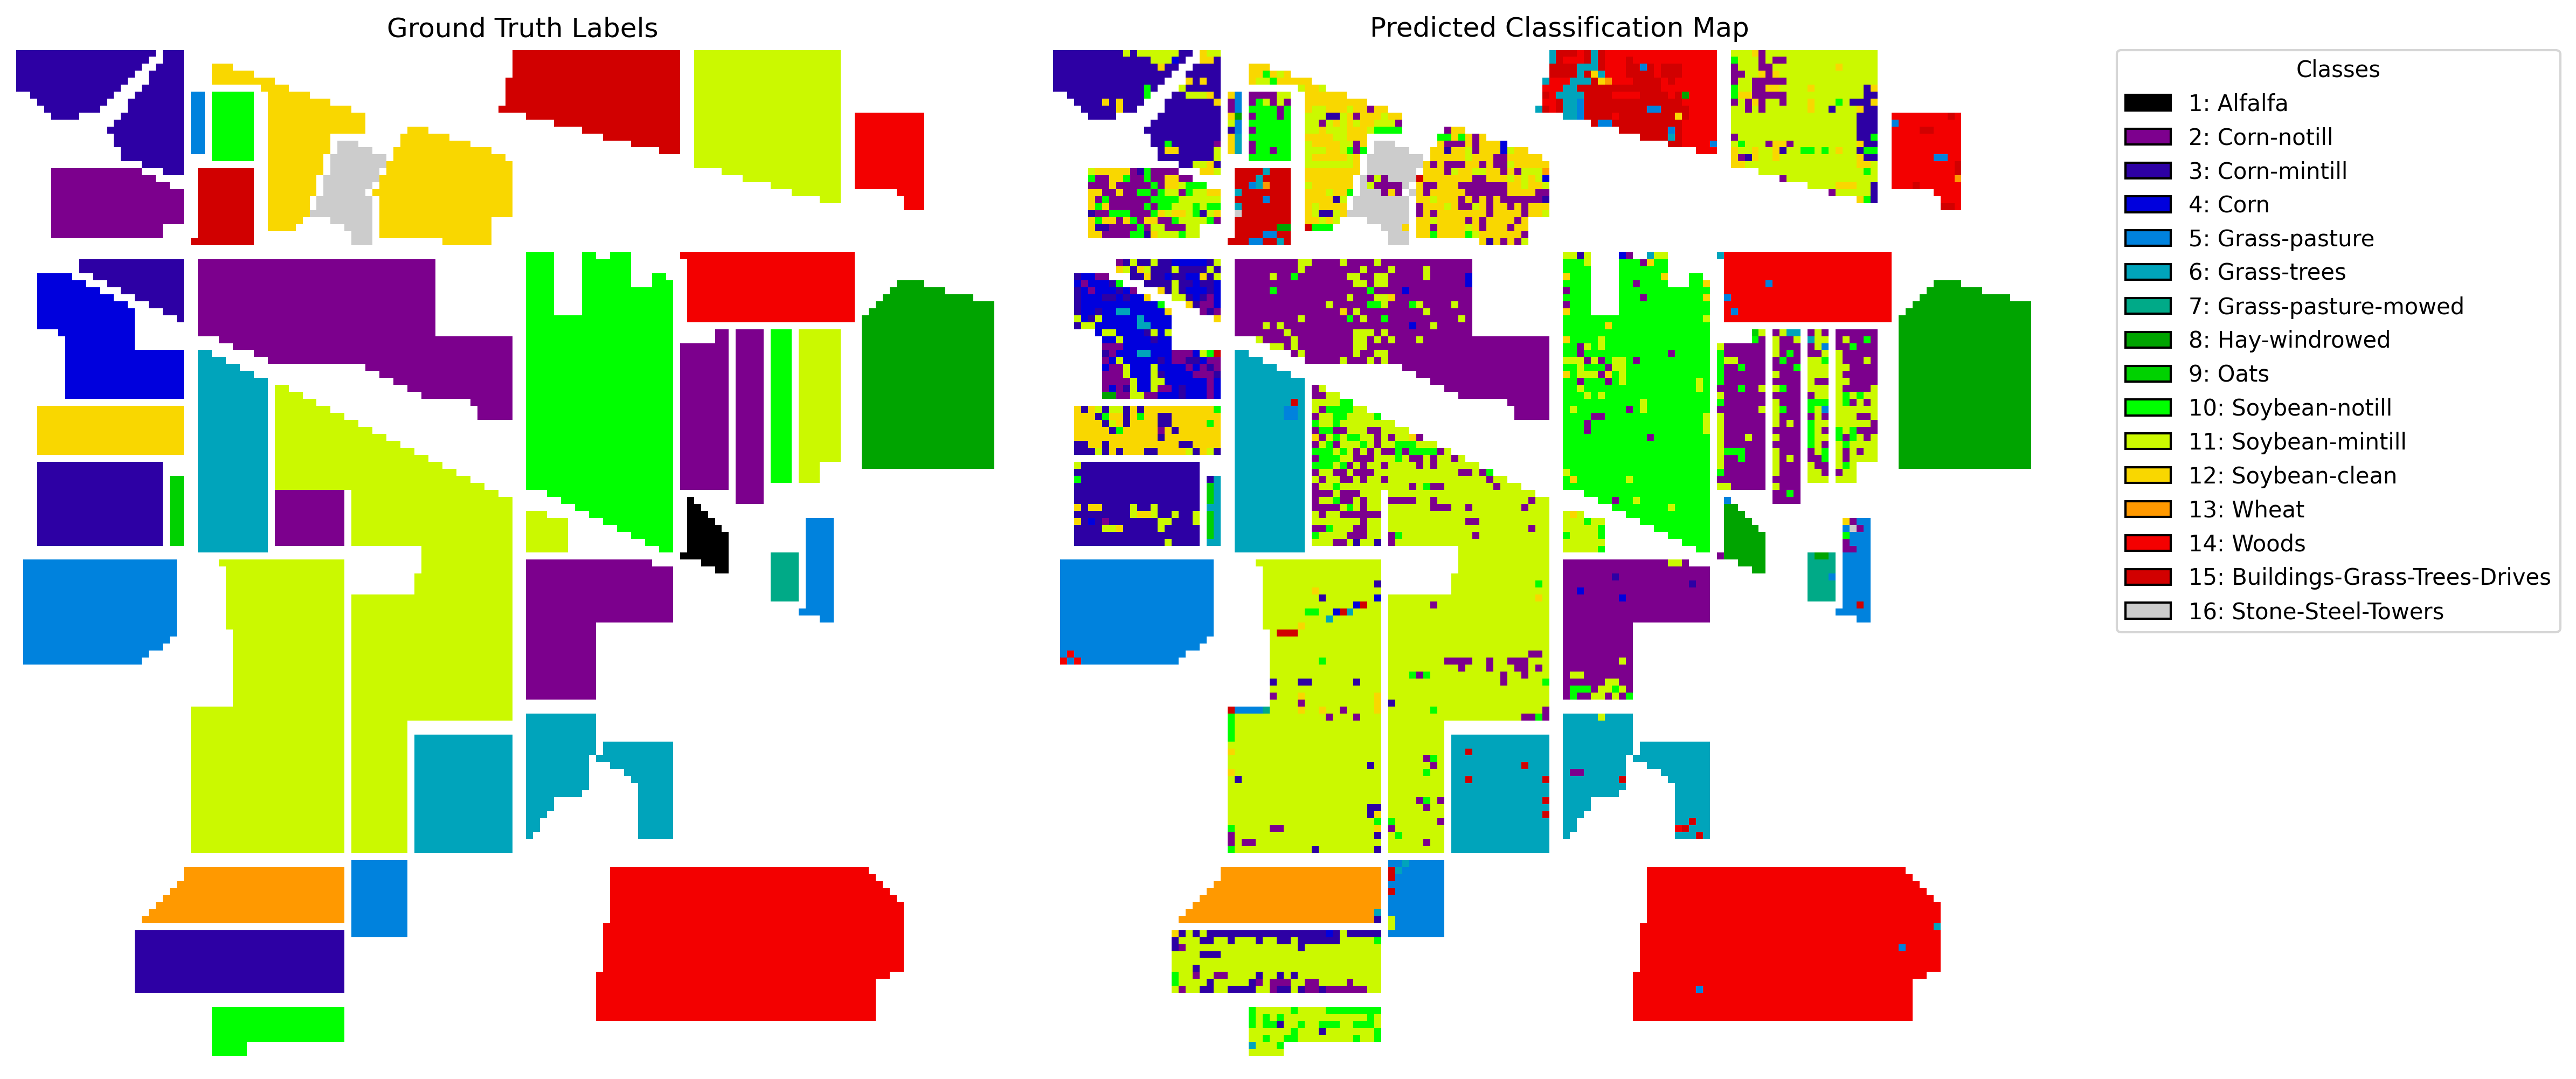 Ground Truth Labels
Predicted Classification Map
Classes
1: Alfalfa
2: Corn-notill
3: Corn-mintill
4: Corn
5: Grass-pasture
6: Grass-trees
7: Grass-pasture-mowed
8: Hay-windrowed
9: Oats
10: Soybean-notill
11: Soybean-mintill
12: Soybean-clean
13: Wheat
14: Woods
15: Buildings-Grass-Trees-Drives
16: Stone-Steel-Towers